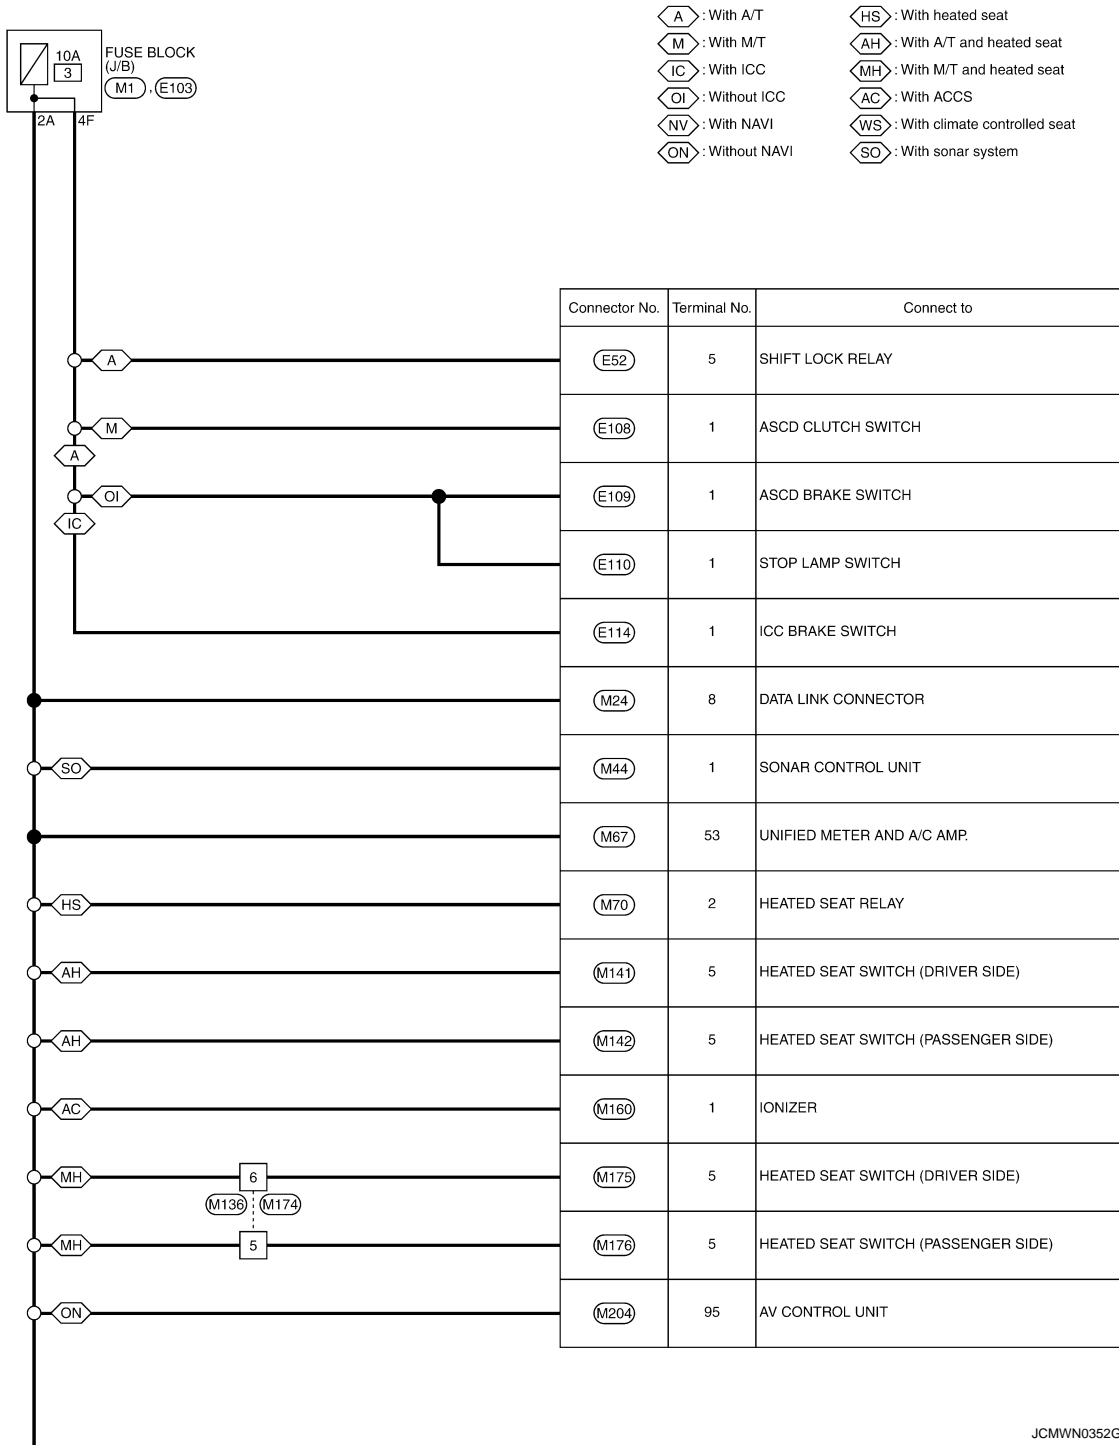 A : With A/T
HS : With heated seat
M : With M/T
AH : With A/T and heated seat
IC : With ICC
MH : With M/T and heated seat
OI : Without ICC
AC : With ACCS
NV : With NAVI
WS : With climate controlled seat
ON : Without NAVI
SO : With sonar system
10A
3
FUSE BLOCK
(J/B)
M1 , E103
2A 4F
Connector No. Terminal No. Connect to
A E52 5 SHIFT LOCK RELAY
M E108 1 ASCD CLUTCH SWITCH
A
OI E109 1 ASCD BRAKE SWITCH
IC
E110 1 STOP LAMP SWITCH
E114 1 ICC BRAKE SWITCH
M24 8 DATA LINK CONNECTOR
SO M44 1 SONAR CONTROL UNIT
M67 53 UNIFIED METER AND A/C AMP.
HS M70 2 HEATED SEAT RELAY
AH M141 5 HEATED SEAT SWITCH (DRIVER SIDE)
AH M142 5 HEATED SEAT SWITCH (PASSENGER SIDE)
AC M160 1 IONIZER
MH 6 M175 5 HEATED SEAT SWITCH (DRIVER SIDE)
M136 M174
MH 5 M176 5 HEATED SEAT SWITCH (PASSENGER SIDE)
ON M204 95 AV CONTROL UNIT
JCMWN0352G